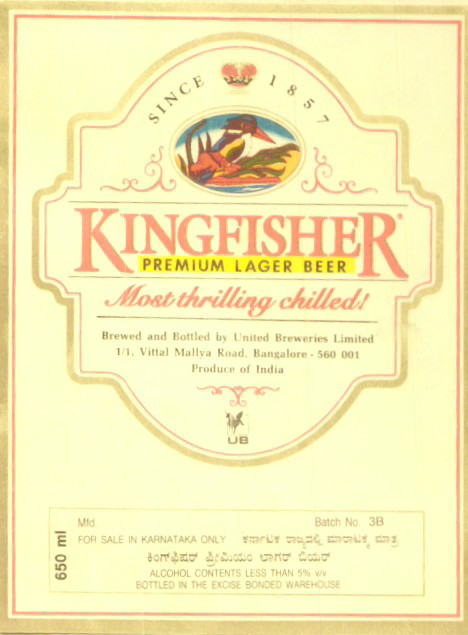 SINCE 1857
KINGFISHER®
PREMIUM LAGER BEER
Most thrilling chilled!
Brewed and Bottled by United Breweries Limited
1/1, Vittal Mallya Road, Bangalore - 560 001
Produce of India
UB
650 ml
Mfd. Batch No. 3B
FOR SALE IN KARNATAKA ONLY ಕರ್ನಾಟಕ ರಾಜ್ಯದಲ್ಲಿ ಮಾರಾಟಕ್ಕೆ ಮಾತ್ರ
ಕಿಂಗ್‌ಫಿಷರ್ ಪ್ರೀಮಿಯಂ ಲಾಗರ್ ಬಿಯರ್
ALCOHOL CONTENTS LESS THAN 5% v/v
BOTTLED IN THE EXCISE BONDED WAREHOUSE